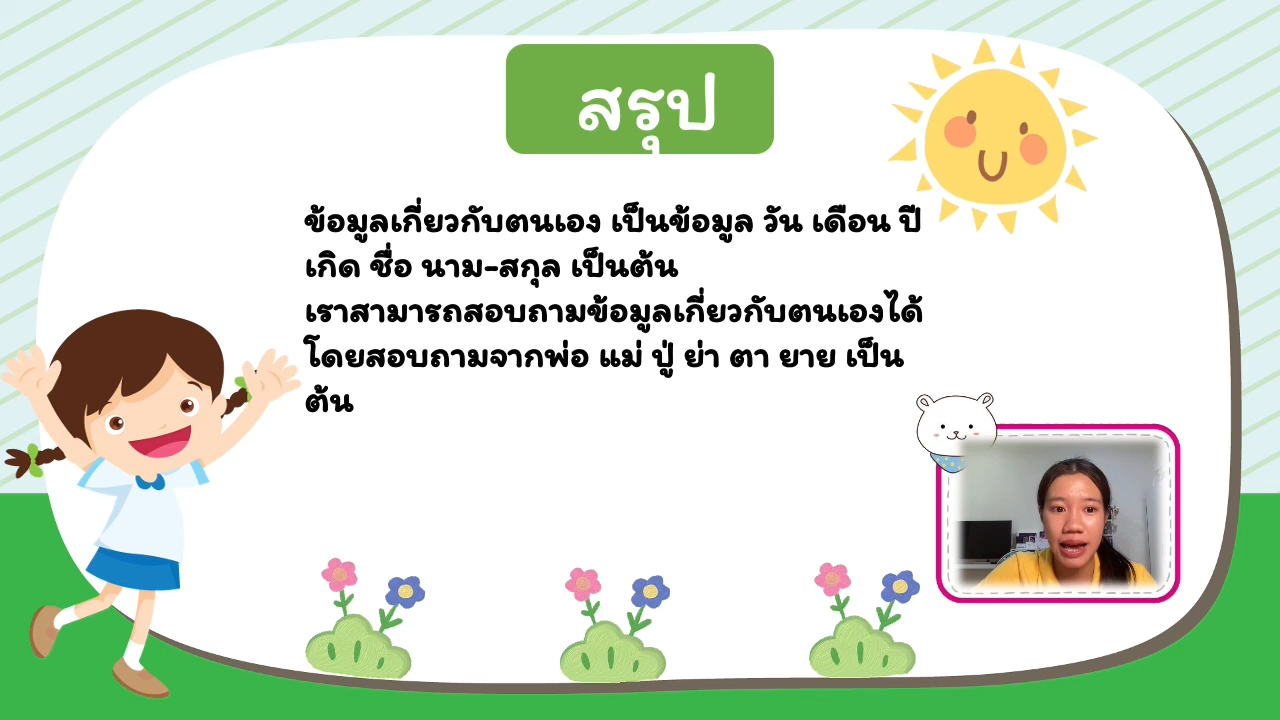 สรุป
ข้อมูลเกี่ยวกับตนเอง เป็นข้อมูล วัน เดือน ปี
เกิด ชื่อ นาม-สกุล เป็นต้น
เราสามารถสอบถามข้อมูลเกี่ยวกับตนเองได้
โดยสอบถามจากพ่อ แม่ ปู่ ย่า ตา ยาย เป็น
ต้น